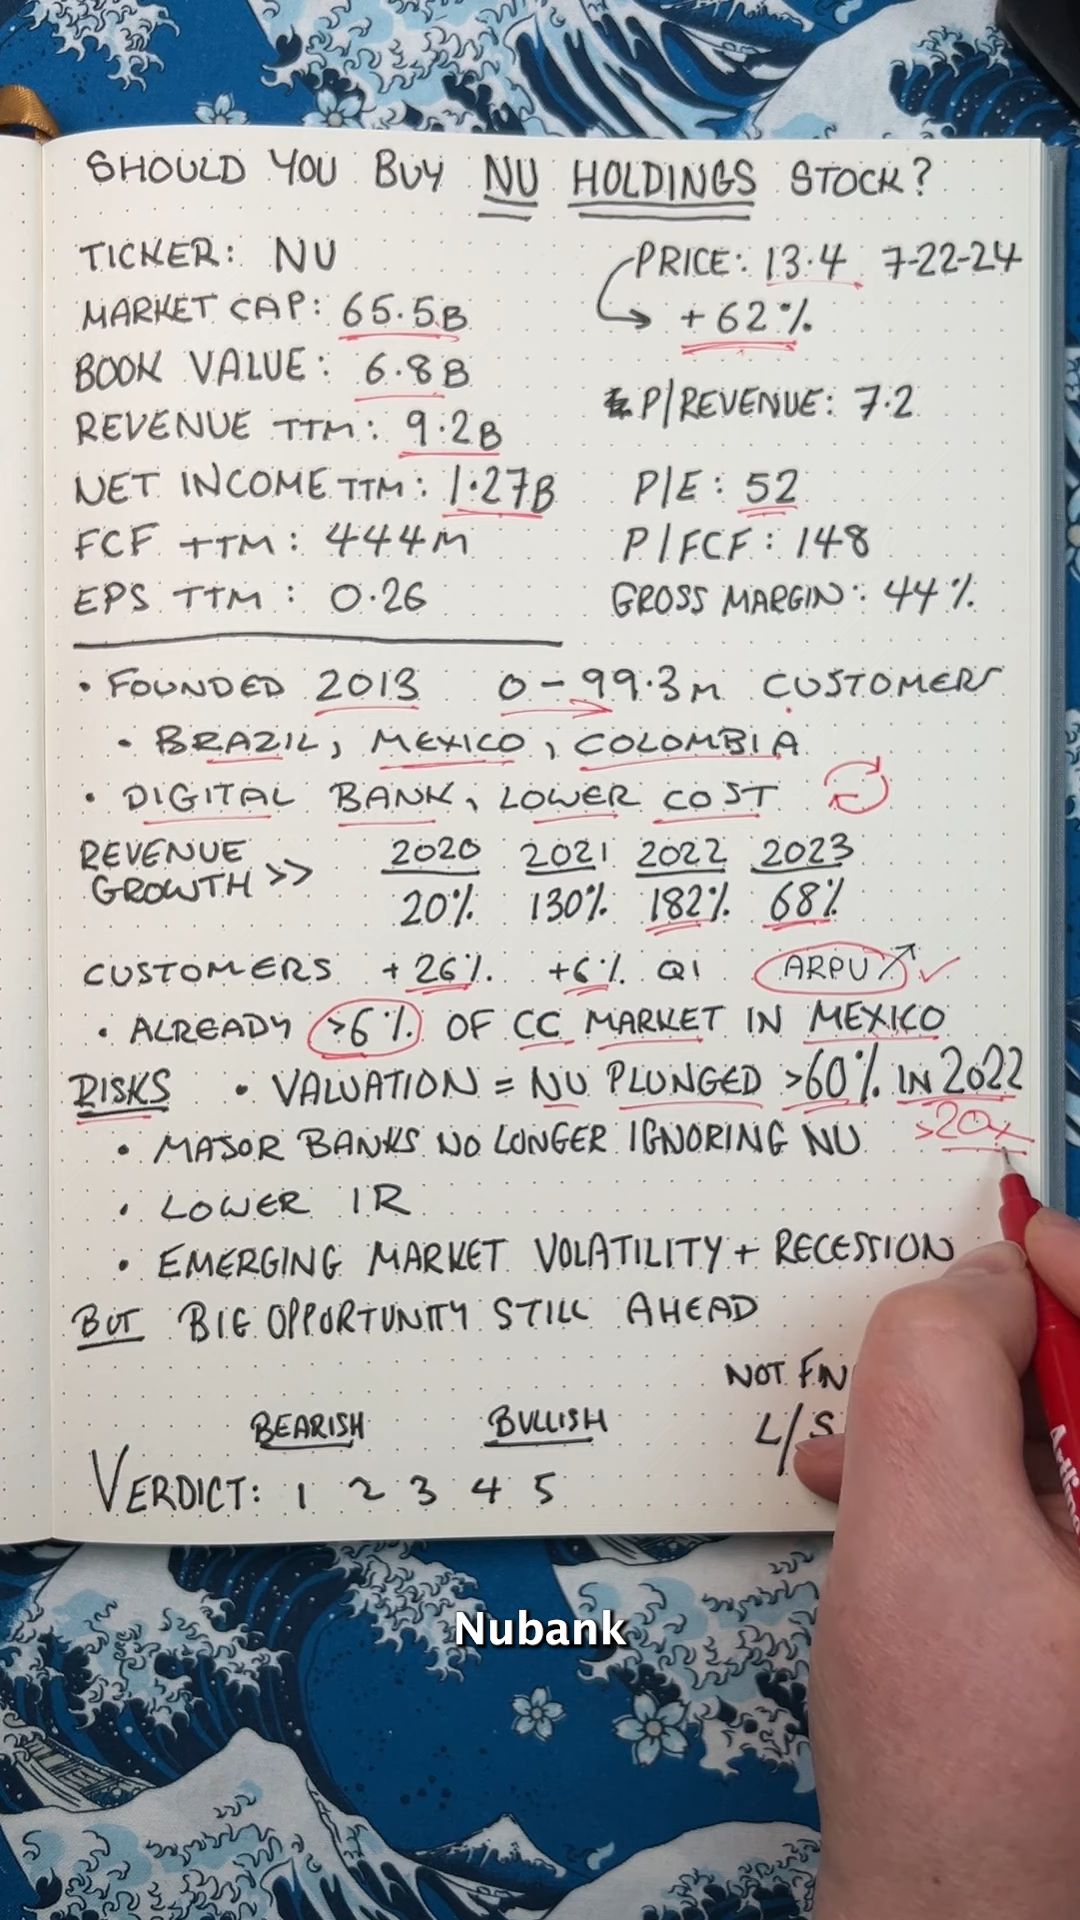 SHOULD YOU BUY NU HOLDINGS STOCK?
TICKER: NU
PRICE: 13.4 7-22-24
MARKET CAP: 65.5B
+62%
BOOK VALUE: 6.8B
P/REVENUE: 7.2
REVENUE TTM: 9.2B
NET INCOME TTM: 1.27B
P/E: 52
FCF TTM: 444M
P/FCF: 148
EPS TTM: 0.26
GROSS MARGIN: 44%
• FOUNDED 2013 0-99.3M CUSTOMERS
• BRAZIL, MEXICO, COLOMBIA
• DIGITAL BANK, LOWER COST
REVENUE GROWTH >> 2020 2021 2022 2023
20% 130% 182% 68%
CUSTOMERS +26% +6% Q1 ARPU
• ALREADY >6% OF CC MARKET IN MEXICO
RISKS • VALUATION = NU PLUNGED >60% IN 2022
>20x
• MAJOR BANKS NO LONGER IGNORING NU
• LOWER IR
• EMERGING MARKET VOLATILITY + RECESSION
BUT BIG OPPORTUNITY STILL AHEAD
NOT FIN
L/S
BEARISH BULLISH
VERDICT: 1 2 3 4 5
Nubank